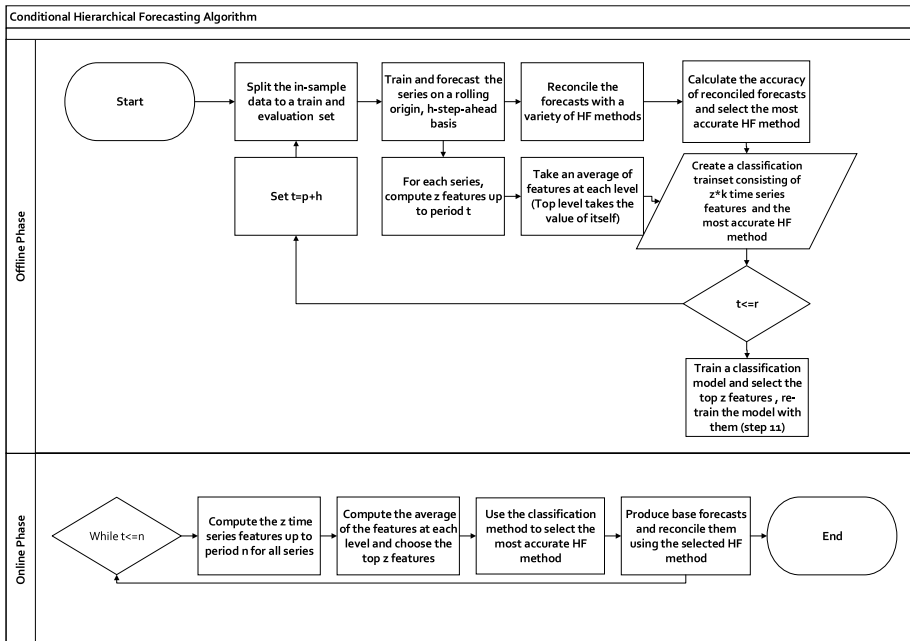 Conditional Hierarchical Forecasting Algorithm
Offline Phase
Start
Split the in-sample
data to a train and
evaluation set
Train and forecast the
series on a rolling
origin, h-step-ahead
basis
Reconcile the
forecasts with a
variety of HF methods
Calculate the accuracy
of reconciled forecasts
and select the most
accurate HF method
Set t=p+h
For each series,
compute z features up
to period t
Take an average of
features at each level
(Top level takes the
value of itself)
Create a classification
trainset consisting of
z*k time series
features and the
most accurate HF
method
t<=r
Train a classification
model and select the
top z features , re-
train the model with
them (step 11)
Online Phase
While t<=n
Compute the z time
series features up to
period n for all series
Compute the average
of the features at each
level and choose the
top z features
Use the classification
method to select the
most accurate HF
method
Produce base forecasts
and reconcile them
using the selected HF
method
End